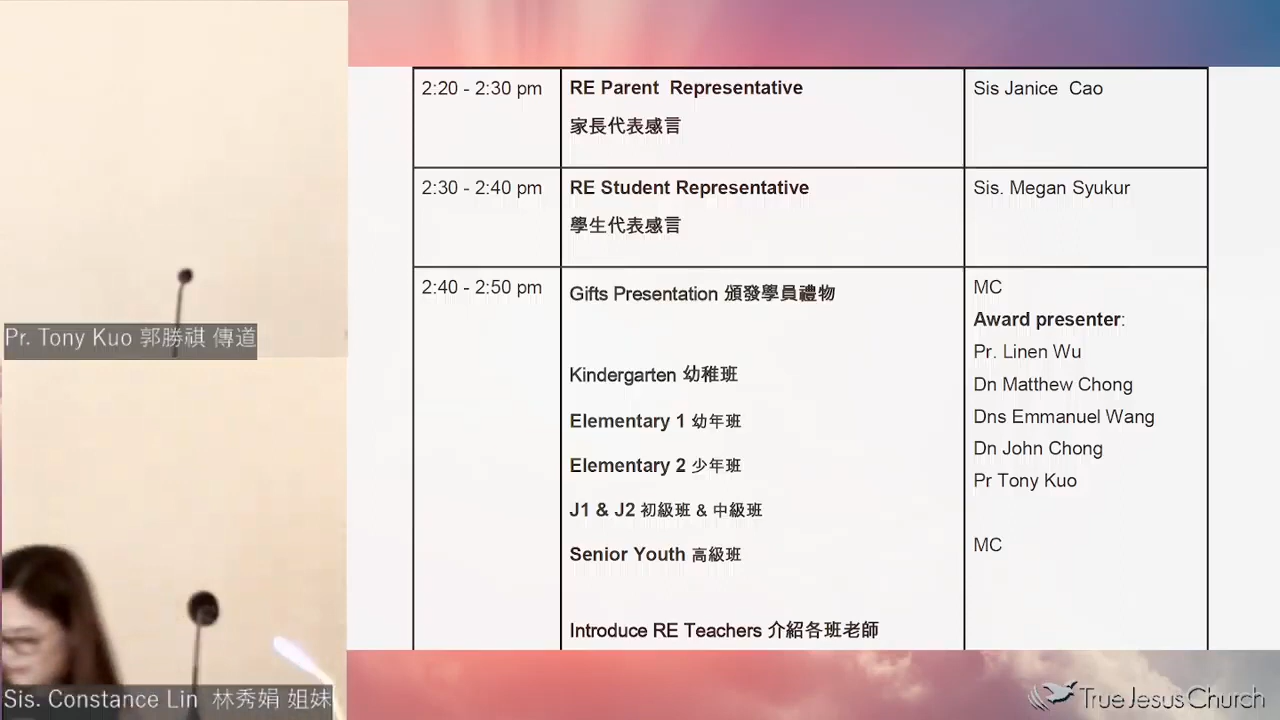 Pr. Tony Kuo 郭勝祺 傳道
Sis. Constance Lin 林秀娟 姐妹
2:20 - 2:30 pm
RE Parent Representative
家長代表感言
Sis Janice Cao
2:30 - 2:40 pm
RE Student Representative
學生代表感言
Sis. Megan Syukur
2:40 - 2:50 pm
Gifts Presentation 頒發學員禮物
Kindergarten 幼稚班
Elementary 1 幼年班
Elementary 2 少年班
J1 & J2 初級班 & 中級班
Senior Youth 高級班
Introduce RE Teachers 介紹各班老師
MC
Award presenter:
Pr. Linen Wu
Dn Matthew Chong
Dns Emmanuel Wang
Dn John Chong
Pr Tony Kuo
MC
True Jesus Church